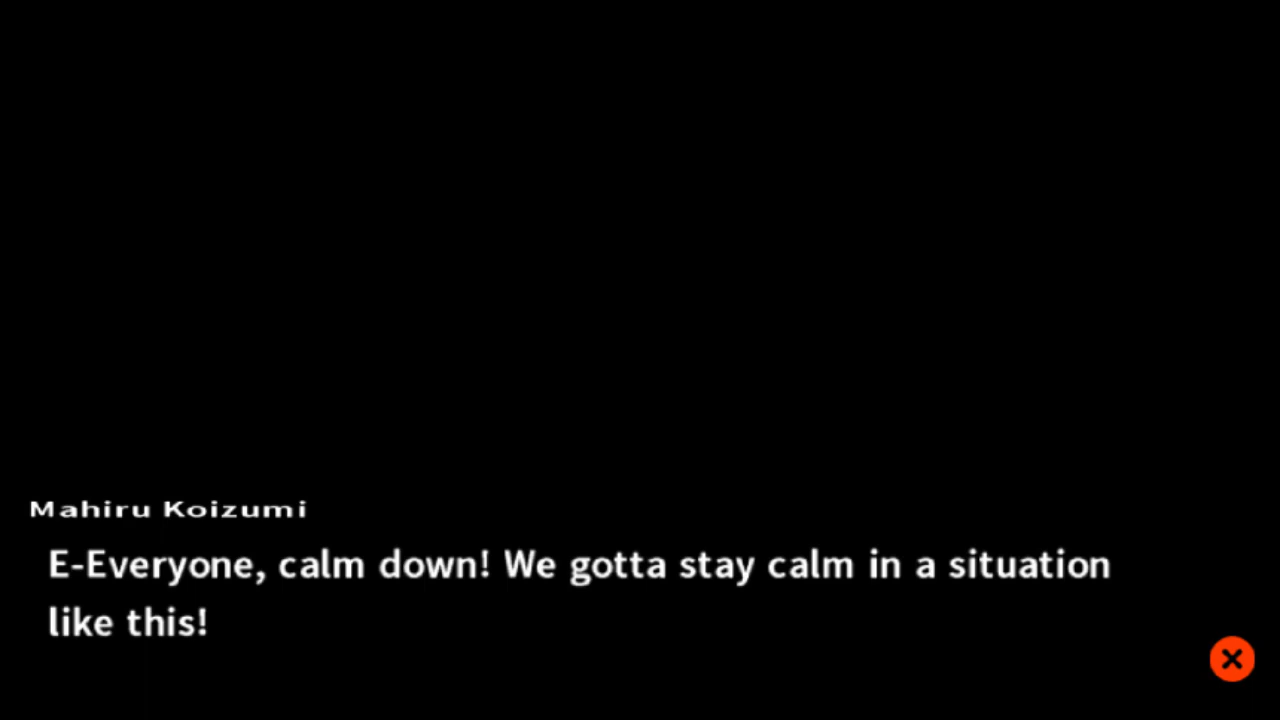 Mahiru Koizumi
E-Everyone, calm down! We gotta stay calm in a situation
like this!